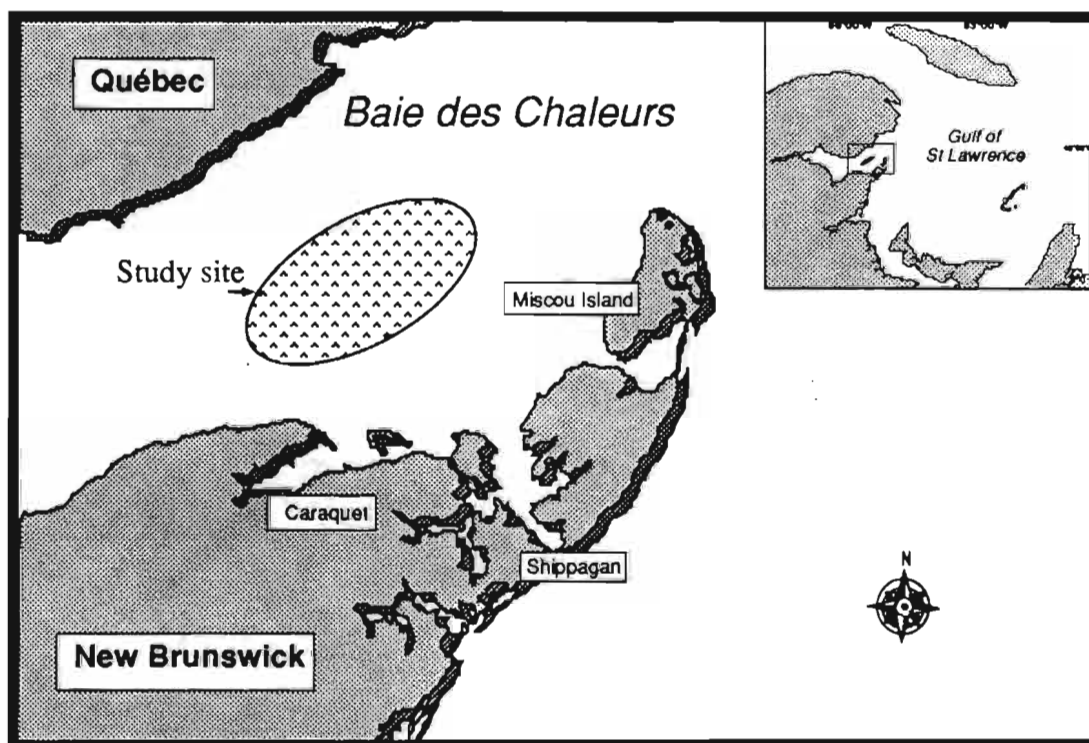 Québec
Baie des Chaleurs
Gulf of
St Lawrence
Study site
Miscou Island
Caraquet
Shippagan
N
New Brunswick